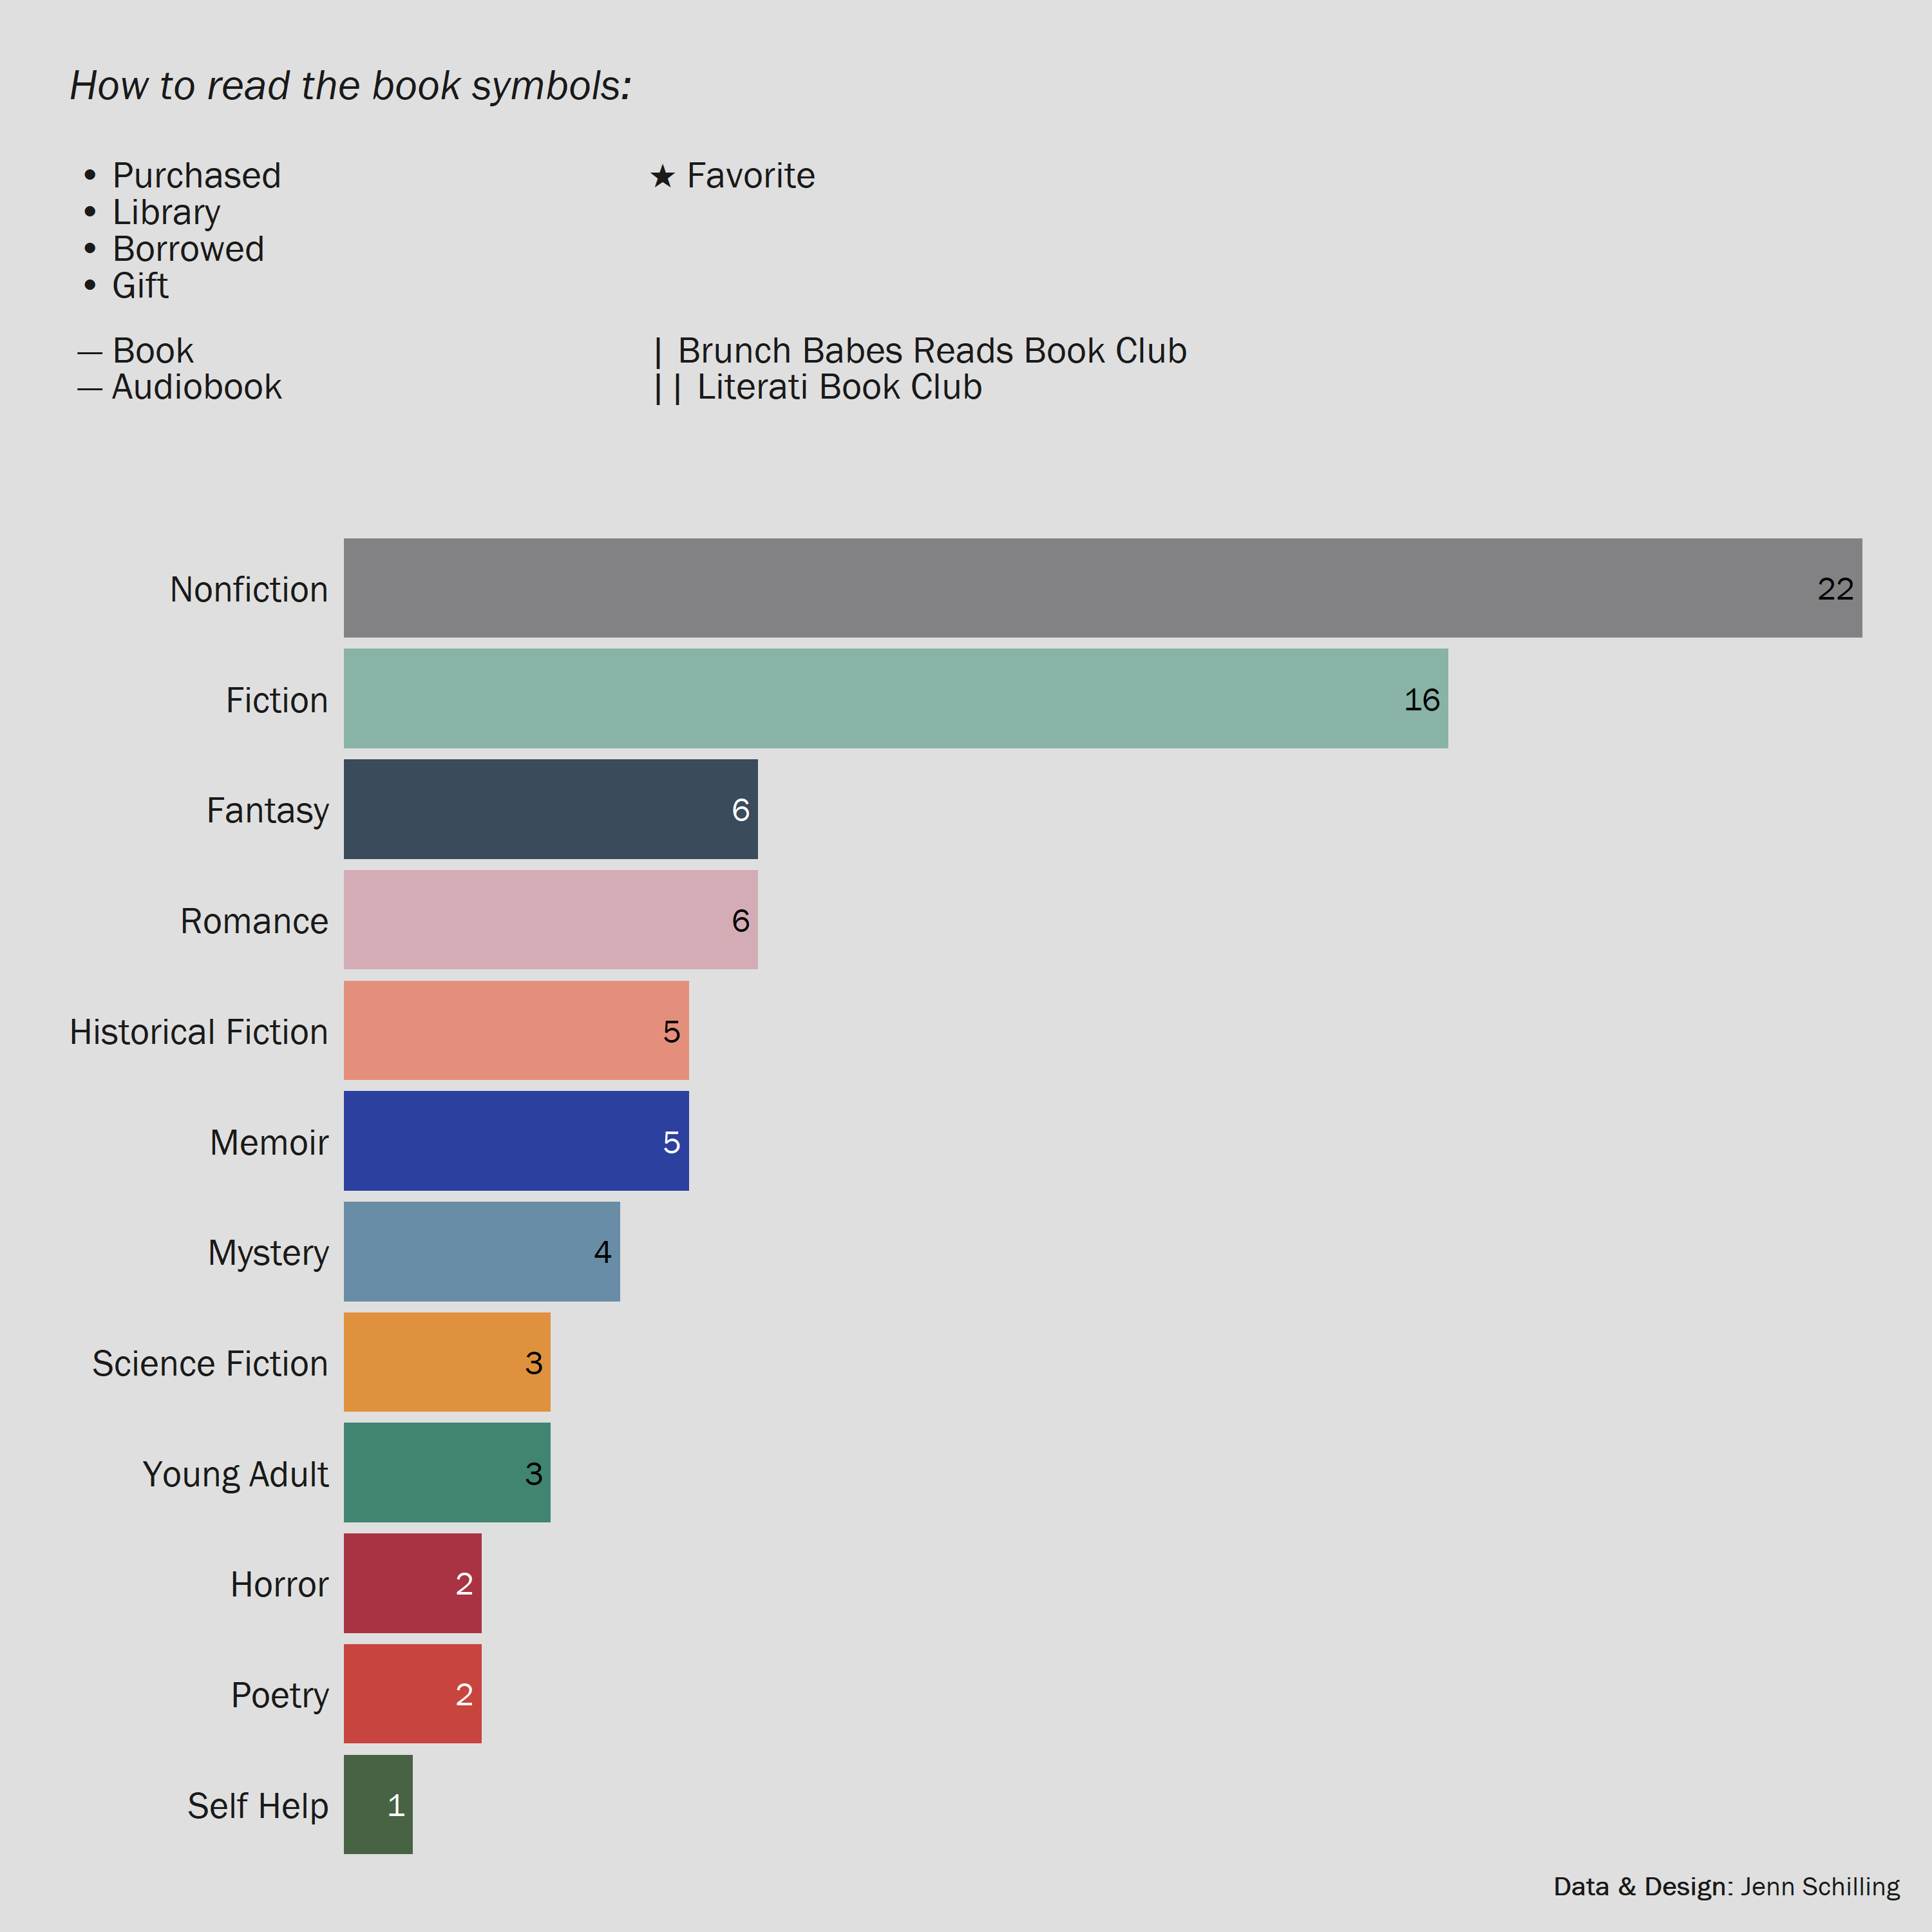 How to read the book symbols:
• Purchased
• Library
• Borrowed
• Gift
★ Favorite
— Book
— Audiobook
| Brunch Babes Reads Book Club
|| Literati Book Club
Nonfiction 22
Fiction 16
Fantasy 6
Romance 6
Historical Fiction 5
Memoir 5
Mystery 4
Science Fiction 3
Young Adult 3
Horror 2
Poetry 2
Self Help 1
Data & Design: Jenn Schilling